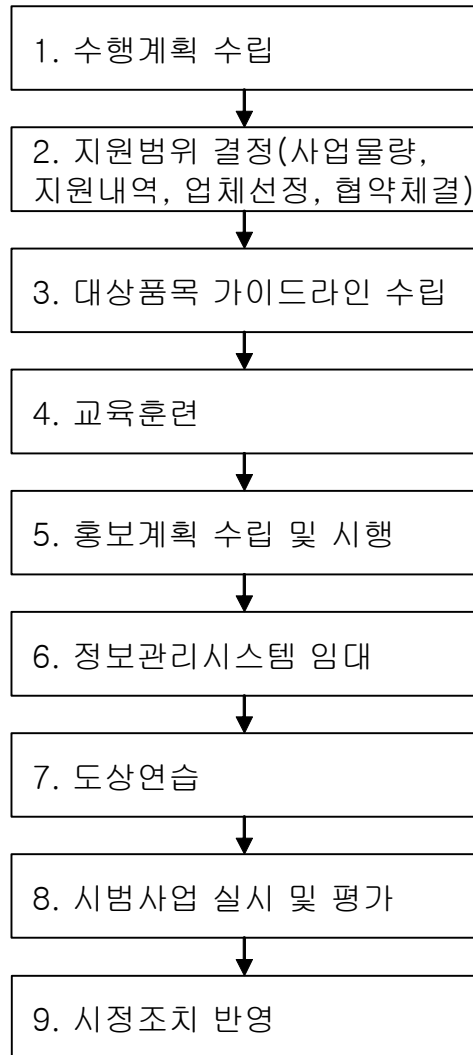 1. 수행계획 수립
2. 지원범위 결정(사업물량,
지원내역, 업체선정, 협약체결)
3. 대상품목 가이드라인 수립
4. 교육훈련
5. 홍보계획 수립 및 시행
6. 정보관리시스템 임대
7. 도상연습
8. 시범사업 실시 및 평가
9. 시정조치 반영